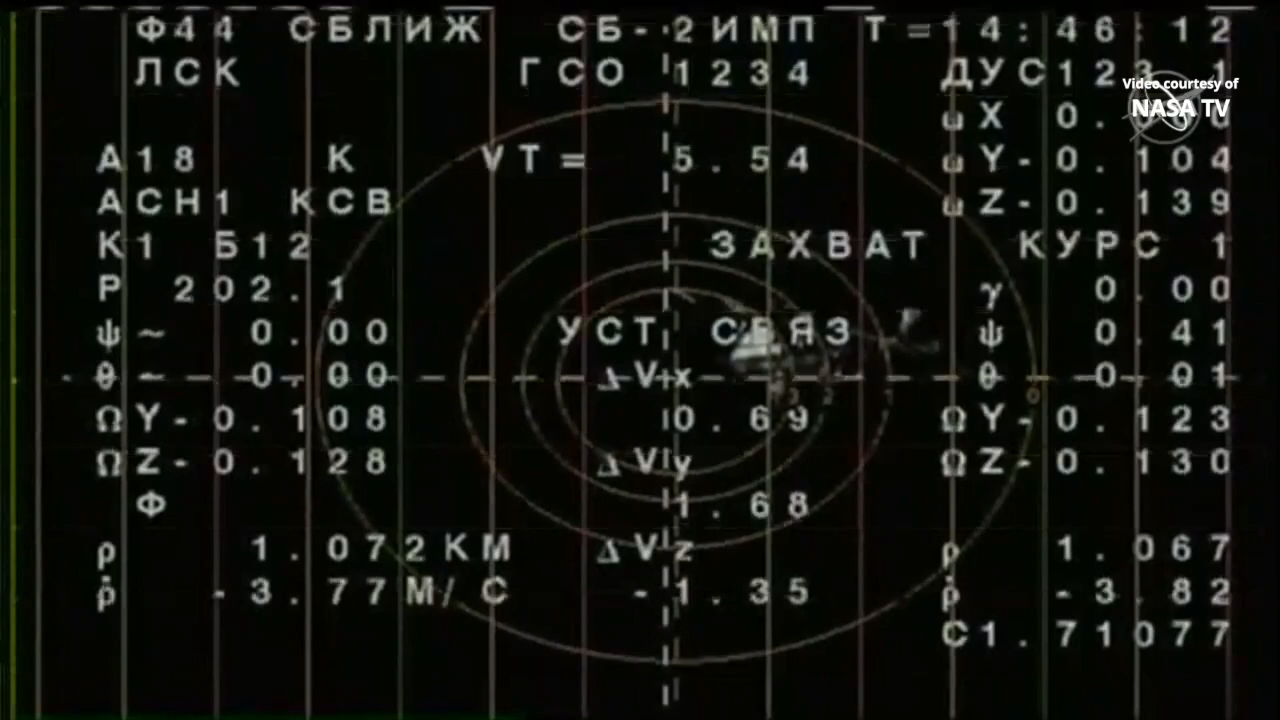 Ф44 СБЛИЖ СБ-2ИМП Т=14:46:12
ЛСК ГСО 1234 ДУС123 1
Video courtesy of
NASA TV
ω X 0.
А18 К VT= 5.54 ω Y-0.104
АСН1 КСВ ω Z-0.139
К1 Б12 ЗАХВАТ КУРС 1
Р 202.1 γ 0.00
ψ~ 0.00 УСТ СВЯЗ ψ 0.41
θ~ 0.00 ΔVx θ 0.01
ΩY-0.108 0.69 ΩY-0.123
ΩZ-0.128 ΔVy ΩZ-0.130
Ф 1.68
ρ 1.072КМ ΔVz ρ 1.067
ρ̇ -3.77М/С -1.35 ρ̇ -3.82
С1.71077